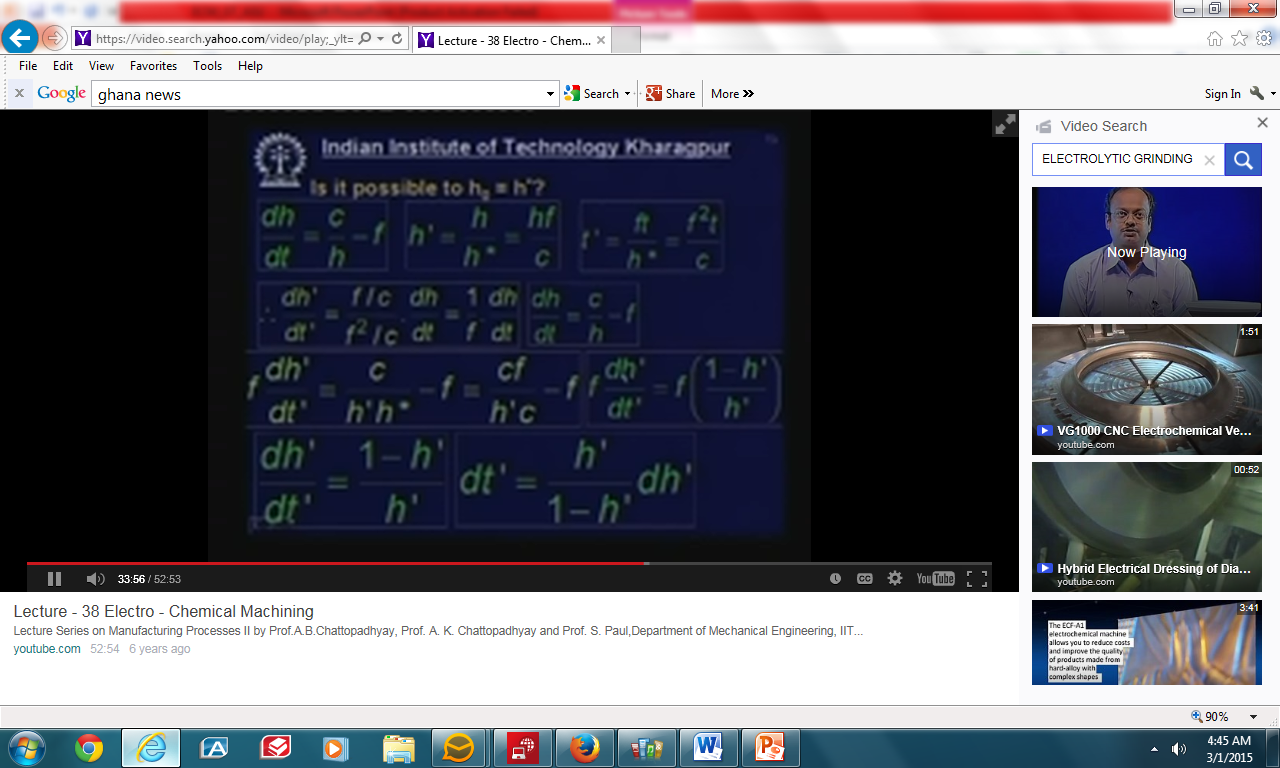 https://video.search.yahoo.com/video/play;_ylt=
Lecture - 38 Electro - Chem...
File Edit View Favorites Tools Help
Google ghana news Search Share More Sign In
Indian Institute of Technology Kharagpur
Is it possible to h₀ = h*?
dh/dt = c/h - f h' = h/h* = hf/c t' = ft/h* = f²t/c
∴ dh'/dt' = (f/c)/(f²/c) · dh/dt = 1/f · dh/dt dh/dt = c/h - f
f dh'/dt' = c/(h'h*) - f = cf/(h'c) - f f dh'/dt' = f((1-h')/h')
dh'/dt' = (1-h')/h' dt' = h'/(1-h') dh'
33:56 / 52:53
CC
YouTube
Lecture - 38 Electro - Chemical Machining
Lecture Series on Manufacturing Processes II by Prof.A.B.Chattopadhyay, Prof. A. K. Chattopadhyay and Prof. S. Paul,Department of Mechanical Engineering, IIT...
youtube.com 52:54 6 years ago
Video Search
ELECTROLYTIC GRINDING
Now Playing
1:51
VG1000 CNC Electrochemical Ve...
youtube.com
00:52
Hybrid Electrical Dressing of Dia...
youtube.com
3:41
The ECF-A1
electrochemical machine
allows you to reduce costs
and improve the quality
of products made from
hard-alloy with
complex shapes
90%
4:45 AM
3/1/2015